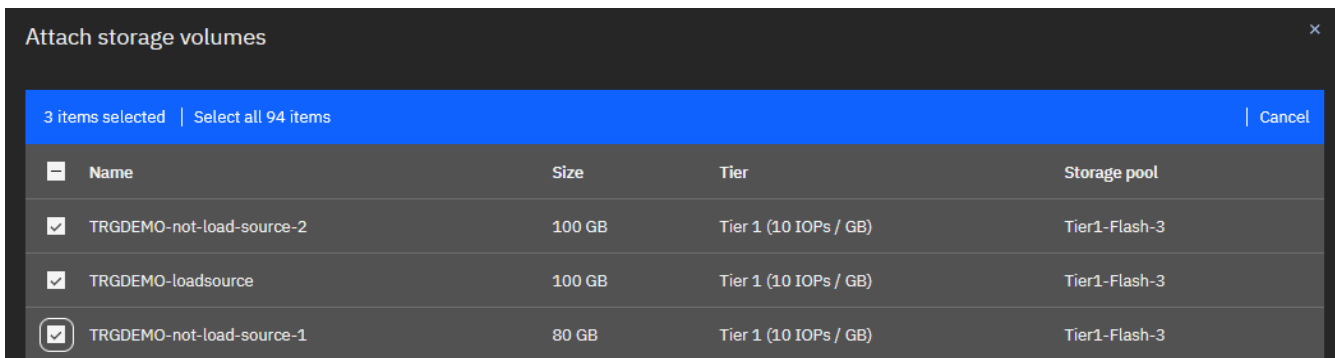 Attach storage volumes
3 items selected | Select all 94 items | Cancel
Name Size Tier Storage pool
TRGDEMO-not-load-source-2 100 GB Tier 1 (10 IOPs / GB) Tier1-Flash-3
TRGDEMO-loadsource 100 GB Tier 1 (10 IOPs / GB) Tier1-Flash-3
TRGDEMO-not-load-source-1 80 GB Tier 1 (10 IOPs / GB) Tier1-Flash-3